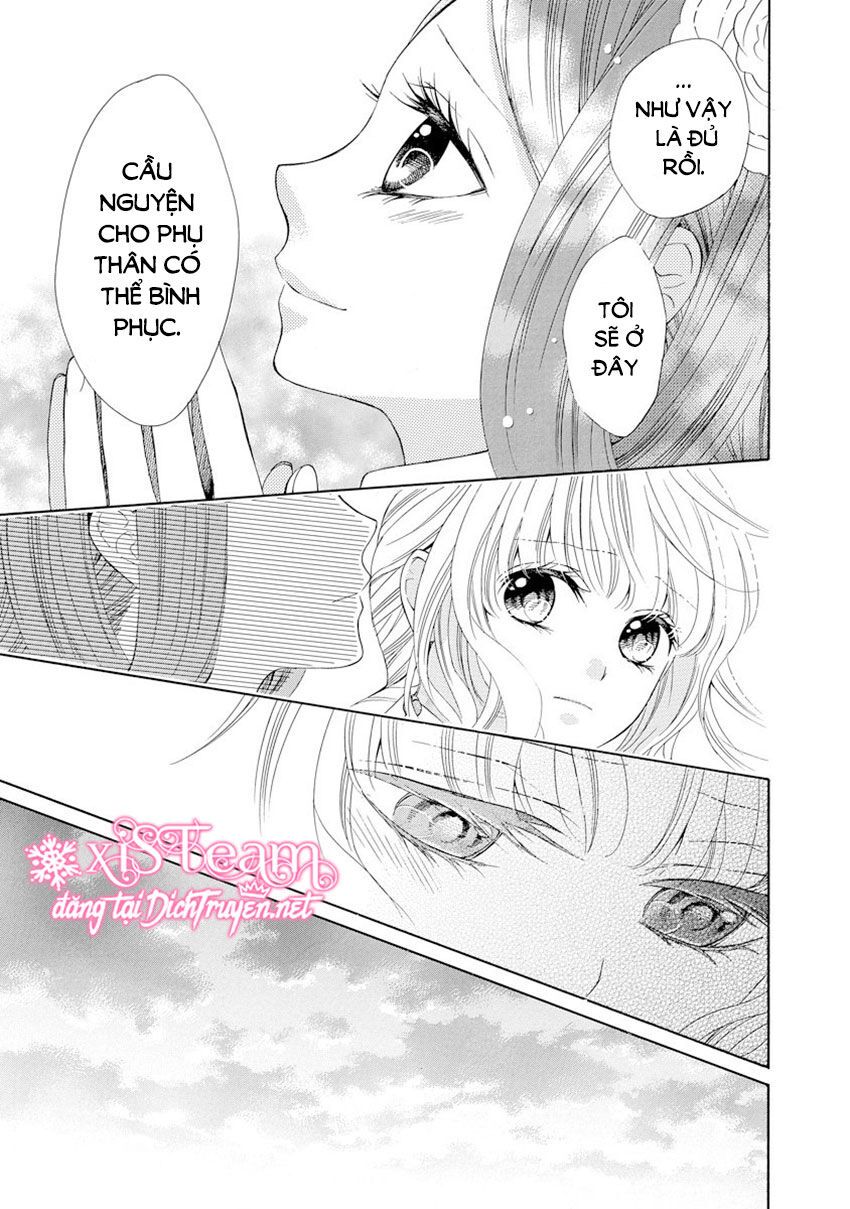 ...
NHƯ VẬY
LÀ ĐỦ
RỒI.
TÔI
SẼ Ở
ĐÂY
CẦU
NGUYỆN
CHO PHỤ
THÂN CÓ
THỂ BÌNH
PHỤC.
xISTeam
đăng tại DichTruyen.net